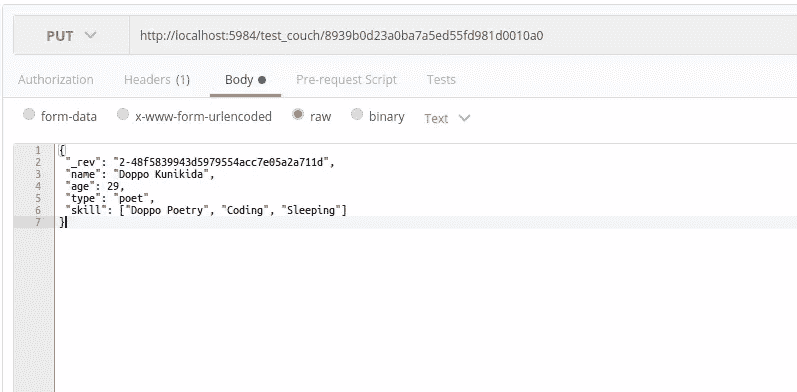 PUT http://localhost:5984/test_couch/8939b0d23a0ba7a5ed55fd981d0010a0
Authorization Headers (1) Body Pre-request Script Tests
form-data x-www-form-urlencoded raw binary Text
1 {
2 "_rev": "2-48f5839943d5979554acc7e05a2a711d",
3 "name": "Doppo Kunikida",
4 "age": 29,
5 "type": "poet",
6 "skill": ["Doppo Poetry", "Coding", "Sleeping"]
7 }